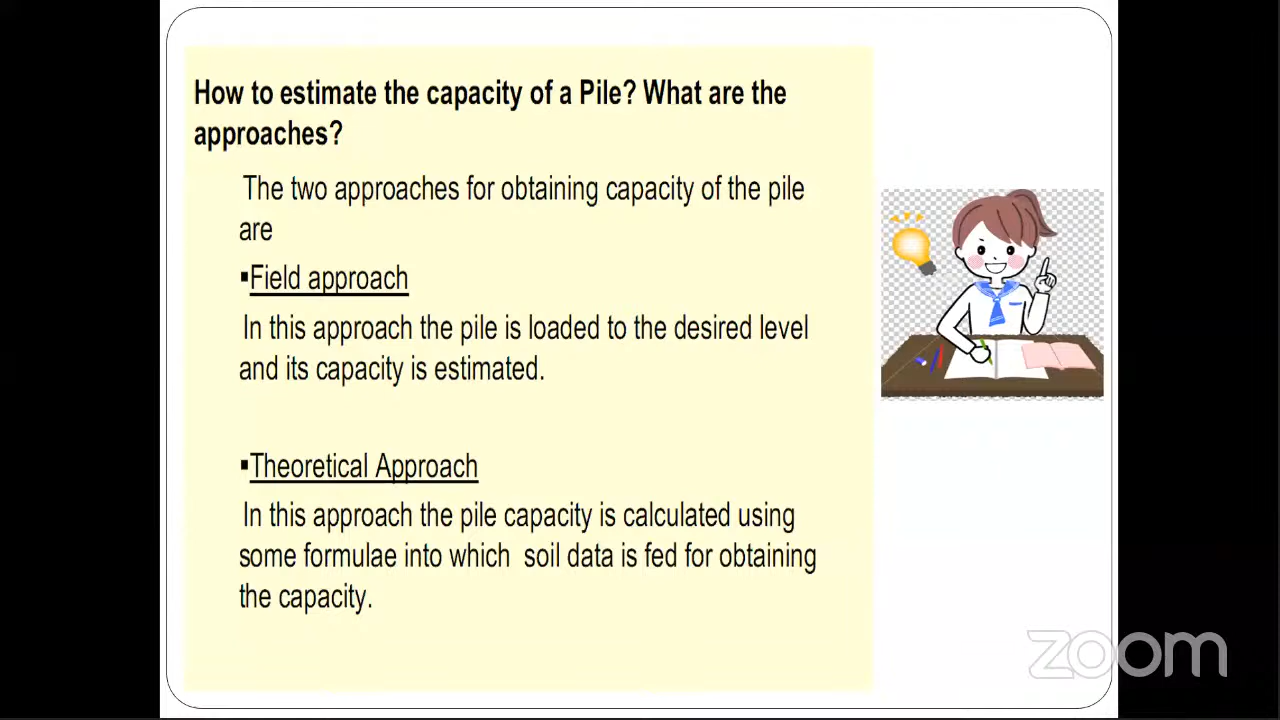 How to estimate the capacity of a Pile? What are the
approaches?
The two approaches for obtaining capacity of the pile
are
▪Field approach
In this approach the pile is loaded to the desired level
and its capacity is estimated.
▪Theoretical Approach
In this approach the pile capacity is calculated using
some formulae into which soil data is fed for obtaining
the capacity.
zoom